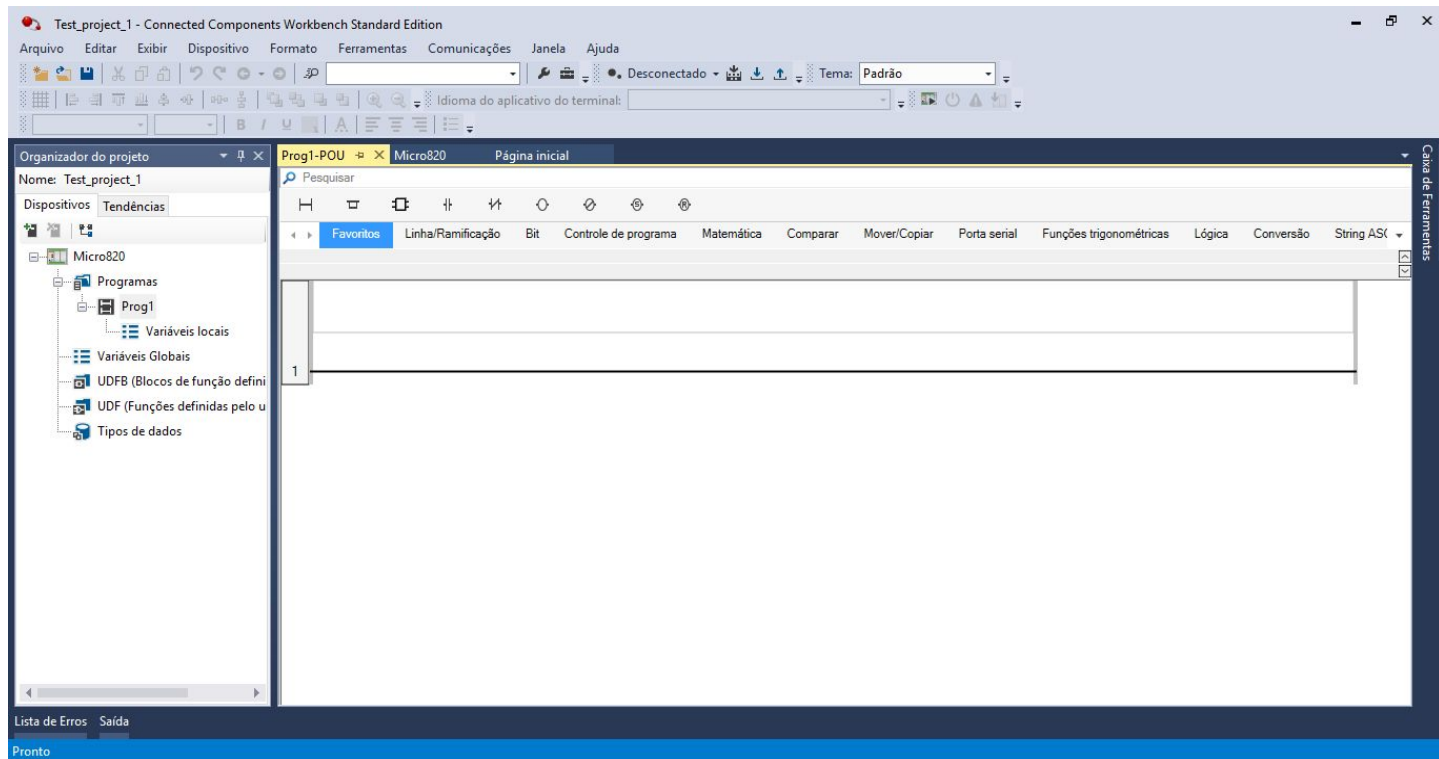 Test_project_1 - Connected Components Workbench Standard Edition
Arquivo Editar Exibir Dispositivo Formato Ferramentas Comunicações Janela Ajuda
Desconectado Tema: Padrão
Idioma do aplicativo do terminal:
B I U A
Organizador do projeto
Nome: Test_project_1
Dispositivos Tendências
Micro820
Programas
Prog1
Variáveis locais
Variáveis Globais
UDFB (Blocos de função defini
UDF (Funções definidas pelo u
Tipos de dados
Prog1-POU Micro820 Página inicial
Pesquisar
S R
Favoritos Linha/Ramificação Bit Controle de programa Matemática Comparar Mover/Copiar Porta serial Funções trigonométricas Lógica Conversão String ASC
1
Caixa de Ferramentas
Lista de Erros Saída
Pronto